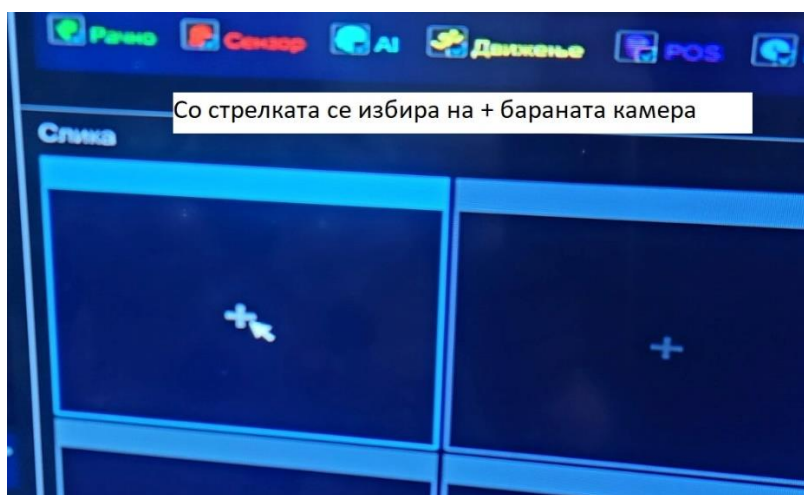 Рачно Сензор AI Движење POS
Со стрелката се избира на + бараната камера
Слика